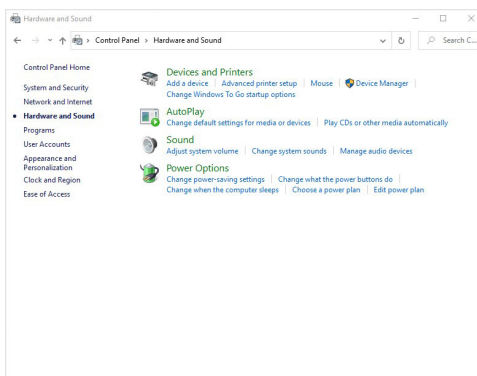 Hardware and Sound
Control Panel > Hardware and Sound
Search C...
Control Panel Home
System and Security
Network and Internet
Hardware and Sound
Programs
User Accounts
Appearance and
Personalization
Clock and Region
Ease of Access
Devices and Printers
Add a device | Advanced printer setup | Mouse | Device Manager |
Change Windows To Go startup options
AutoPlay
Change default settings for media or devices | Play CDs or other media automatically
Sound
Adjust system volume | Change system sounds | Manage audio devices
Power Options
Change power-saving settings | Change what the power buttons do |
Change when the computer sleeps | Choose a power plan | Edit power plan